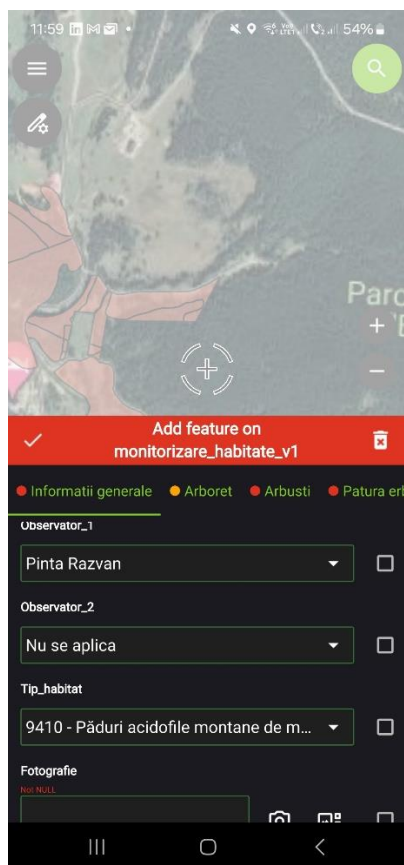 11:59
54%
Parc
Add feature on
monitorizare_habitate_v1
Informatii generale
Arboret
Arbusti
Patura erl
Observator_1
Pinta Razvan
Observator_2
Nu se aplica
Tip_habitat
9410 - Păduri acidofile montane de m...
Fotografie
Not NULL